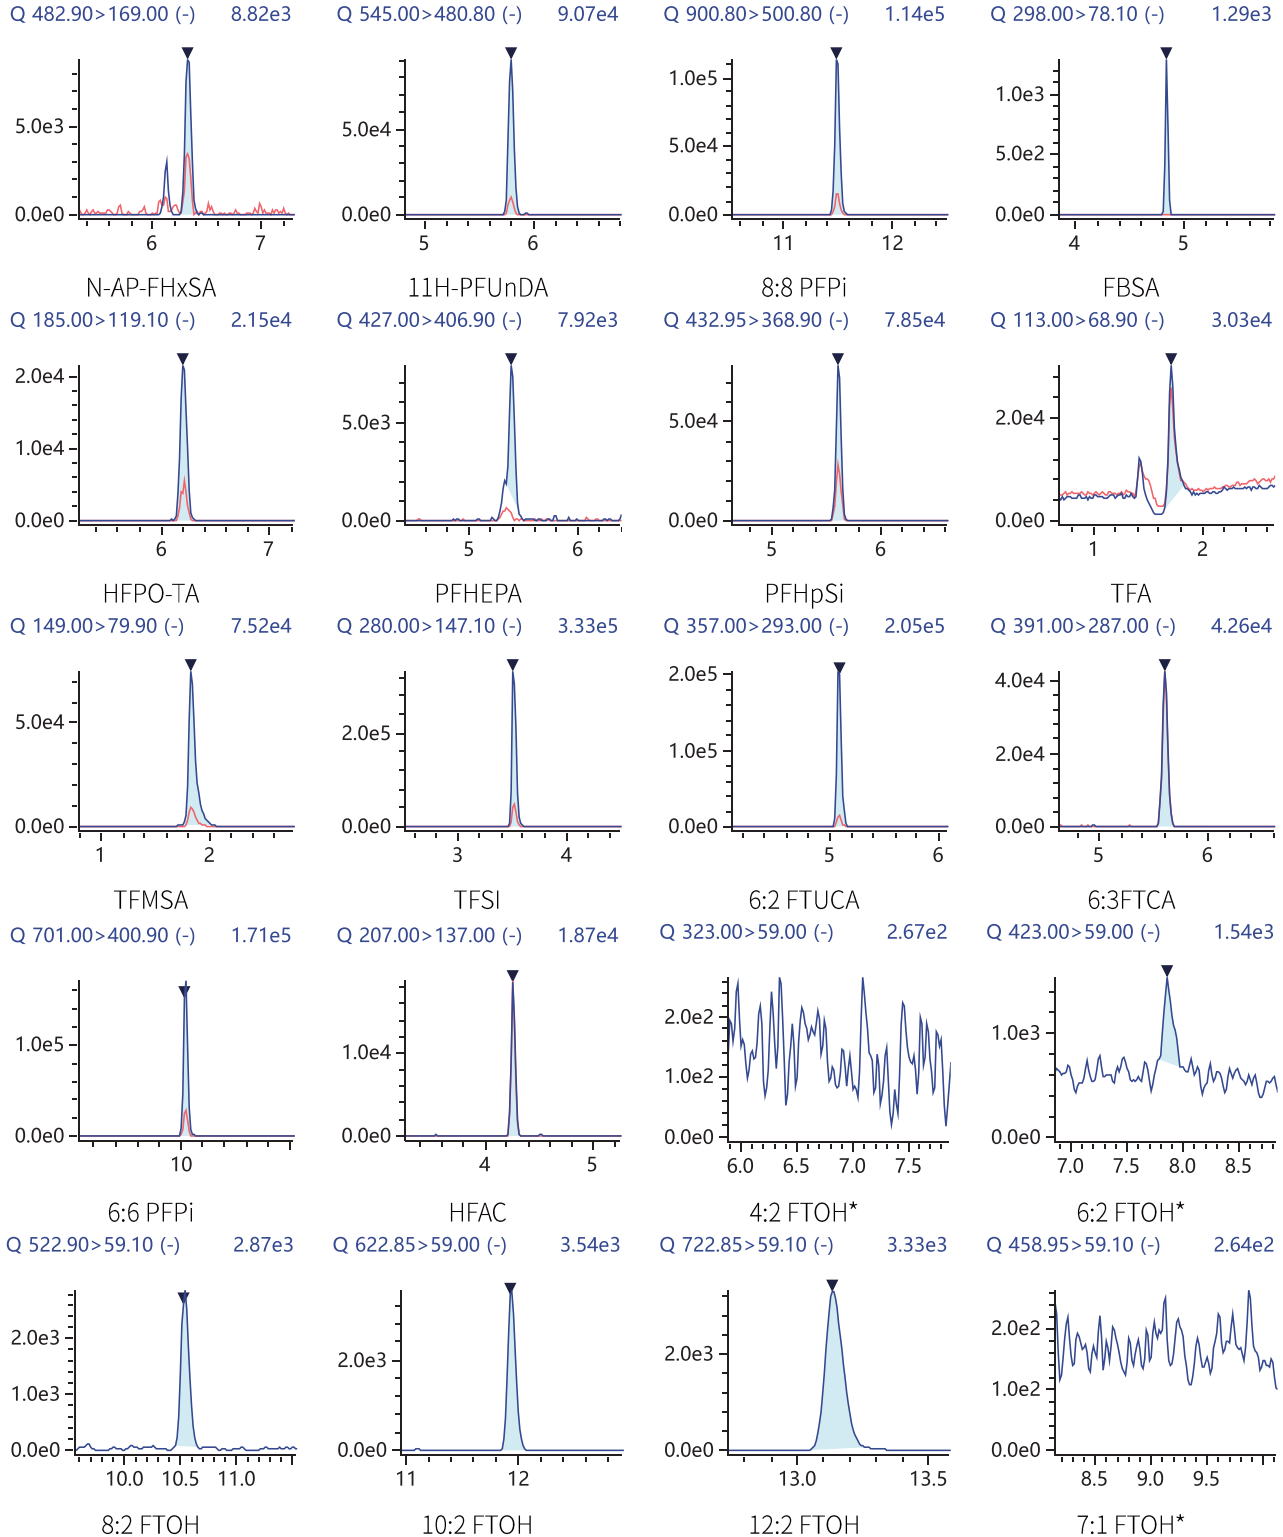 Q 482.90>169.00 (-) 8.82e3
Q 545.00>480.80 (-) 9.07e4
Q 900.80>500.80 (-) 1.14e5
Q 298.00>78.10 (-) 1.29e3
5.0e3
0.0e0
6 7
5.0e4
0.0e0
5 6
1.0e5
5.0e4
0.0e0
11 12
1.0e3
5.0e2
0.0e0
4 5
N-AP-FHxSA
11H-PFUnDA
8:8 PFPi
FBSA
Q 185.00>119.10 (-) 2.15e4
Q 427.00>406.90 (-) 7.92e3
Q 432.95>368.90 (-) 7.85e4
Q 113.00>68.90 (-) 3.03e4
2.0e4
1.0e4
0.0e0
6 7
5.0e3
0.0e0
5 6
5.0e4
0.0e0
5 6
2.0e4
0.0e0
1 2
HFPO-TA
PFHEPA
PFHpSi
TFA
Q 149.00>79.90 (-) 7.52e4
Q 280.00>147.10 (-) 3.33e5
Q 357.00>293.00 (-) 2.05e5
Q 391.00>287.00 (-) 4.26e4
5.0e4
0.0e0
1 2
2.0e5
0.0e0
3 4
2.0e5
1.0e5
0.0e0
5 6
4.0e4
2.0e4
0.0e0
5 6
TFMSA
TFSI
6:2 FTUCA
6:3FTCA
Q 701.00>400.90 (-) 1.71e5
Q 207.00>137.00 (-) 1.87e4
Q 323.00>59.00 (-) 2.67e2
Q 423.00>59.00 (-) 1.54e3
1.0e5
0.0e0
10
1.0e4
0.0e0
4 5
2.0e2
1.0e2
0.0e0
6.0 6.5 7.0 7.5
1.0e3
0.0e0
7.0 7.5 8.0 8.5
6:6 PFPi
HFAC
4:2 FTOH*
6:2 FTOH*
Q 522.90>59.10 (-) 2.87e3
Q 622.85>59.00 (-) 3.54e3
Q 722.85>59.10 (-) 3.33e3
Q 458.95>59.10 (-) 2.64e2
2.0e3
1.0e3
0.0e0
10.0 10.5 11.0
2.0e3
0.0e0
11 12
2.0e3
0.0e0
13.0 13.5
2.0e2
1.0e2
0.0e0
8.5 9.0 9.5
8:2 FTOH
10:2 FTOH
12:2 FTOH
7:1 FTOH*